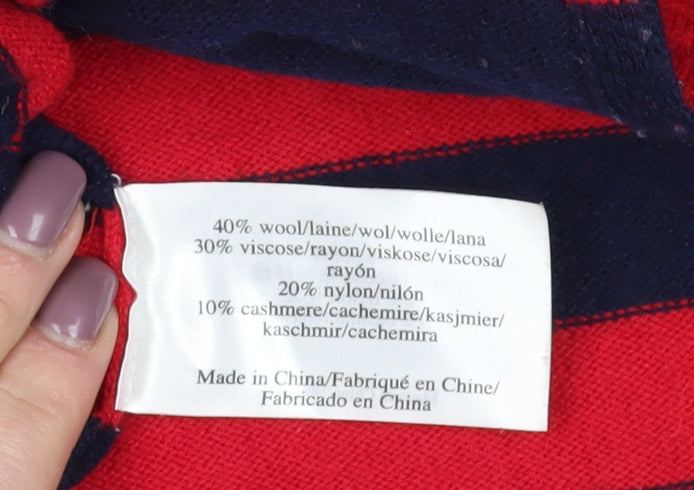 40% wool/laine/wol/wolle/lana
30% viscose/rayon/viskose/viscosa/
rayón
20% nylon/nilón
10% cashmere/cachemire/kasjmier/
kaschmir/cachemira
Made in China/Fabriqué en Chine/
Fabricado en China